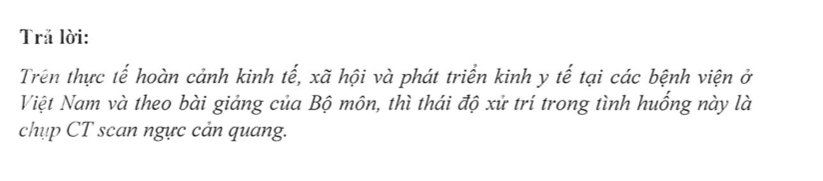 Trả lời:
Trên thực tế hoàn cảnh kinh tế, xã hội và phát triển kinh y tế tại các bệnh viện ở
Việt Nam và theo bài giảng của Bộ môn, thì thái độ xử trí trong tình huống này là
chụp CT scan ngực cản quang.